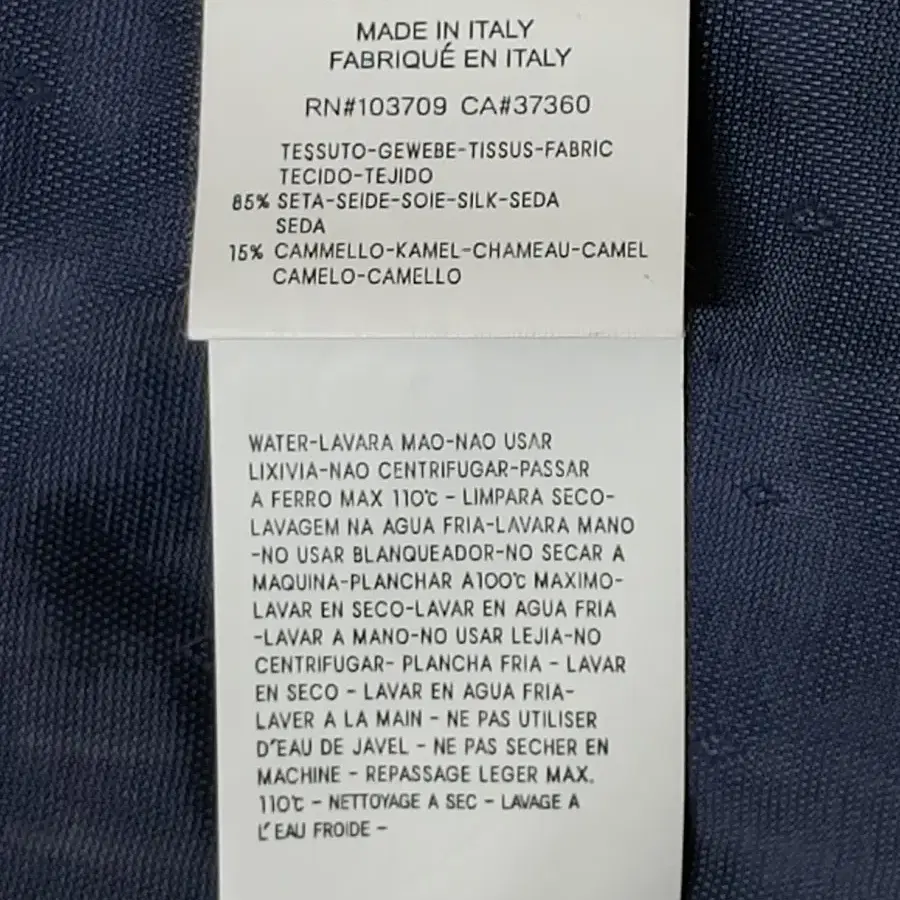 MADE IN ITALY
FABRIQUÉ EN ITALY
RN#103709 CA#37360
TESSUTO-GEWEBE-TISSUS-FABRIC
TECIDO-TEJIDO
85% SETA-SEIDE-SOIE-SILK-SEDA
SEDA
15% CAMMELLO-KAMEL-CHAMEAU-CAMEL
CAMELO-CAMELLO
WATER-LAVARA MAO-NAO USAR
LIXIVIA-NAO CENTRIFUGAR-PASSAR
A FERRO MAX 110°c - LIMPARA SECO-
LAVAGEM NA AGUA FRIA-LAVARA MANO
-NO USAR BLANQUEADOR-NO SECAR A
MAQUINA-PLANCHAR A100°c MAXIMO-
LAVAR EN SECO-LAVAR EN AGUA FRIA
-LAVAR A MANO-NO USAR LEJIA-NO
CENTRIFUGAR- PLANCHA FRIA - LAVAR
EN SECO - LAVAR EN AGUA FRIA-
LAVER A LA MAIN - NE PAS UTILISER
D'EAU DE JAVEL - NE PAS SECHER EN
MACHINE - REPASSAGE LEGER MAX.
110°c - NETTOYAGE A SEC - LAVAGE A
L'EAU FROIDE -